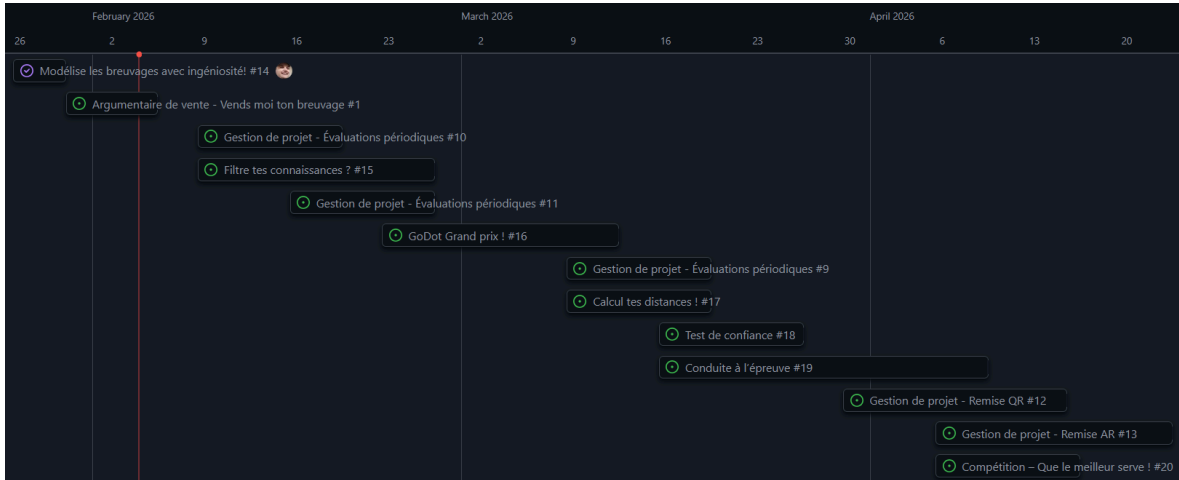 February 2026 March 2026 April 2026
26 2 9 16 23 2 9 16 23 30 6 13 20
Modélise les breuvages avec ingéniosité! #14
Argumentaire de vente - Vends moi ton breuvage #1
Gestion de projet - Évaluations périodiques #10
Filtre tes connaissances ? #15
Gestion de projet - Évaluations périodiques #11
GoDot Grand prix ! #16
Gestion de projet - Évaluations périodiques #9
Calcul tes distances ! #17
Test de confiance #18
Conduite à l'épreuve #19
Gestion de projet - Remise QR #12
Gestion de projet - Remise AR #13
Compétition – Que le meilleur serve ! #20